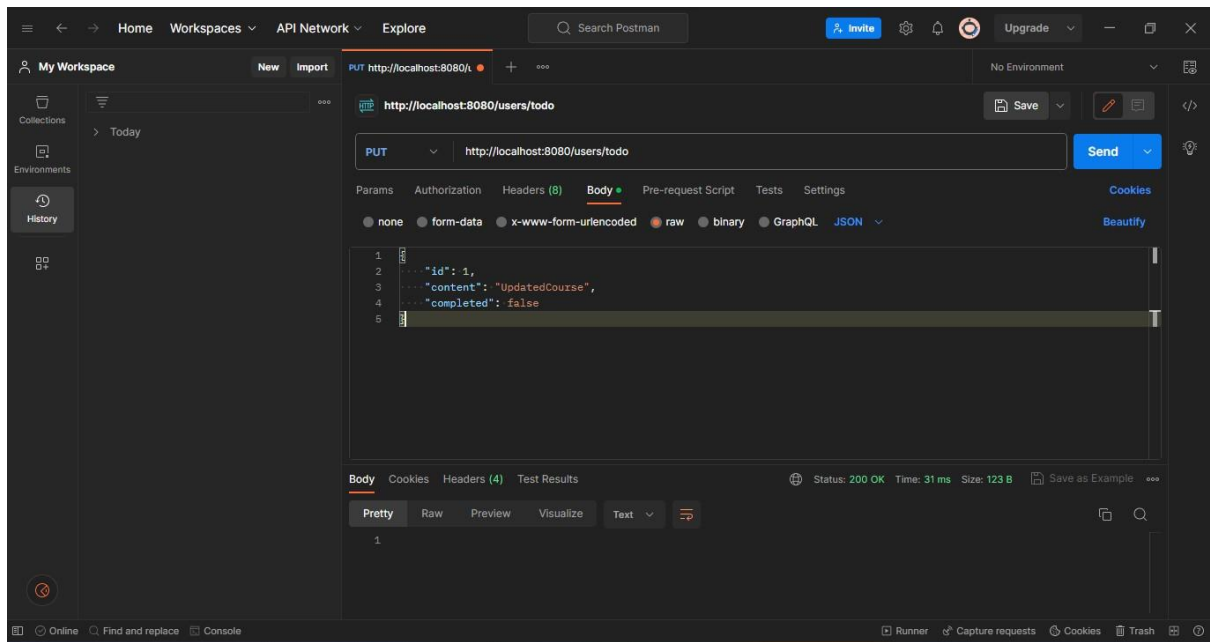 Home Workspaces API Network Explore Search Postman Invite Upgrade
My Workspace New Import PUT http://localhost:8080/u No Environment
Collections
Environments
History
Today
HTTP http://localhost:8080/users/todo Save
PUT http://localhost:8080/users/todo Send
Params Authorization Headers (8) Body Pre-request Script Tests Settings Cookies
none form-data x-www-form-urlencoded raw binary GraphQL JSON Beautify
1 {
2 "id": 1,
3 "content": "UpdatedCourse",
4 "completed": false
5 }
Body Cookies Headers (4) Test Results Status: 200 OK Time: 31 ms Size: 123 B Save as Example
Pretty Raw Preview Visualize Text
1
Online Find and replace Console Runner Capture requests Cookies Trash